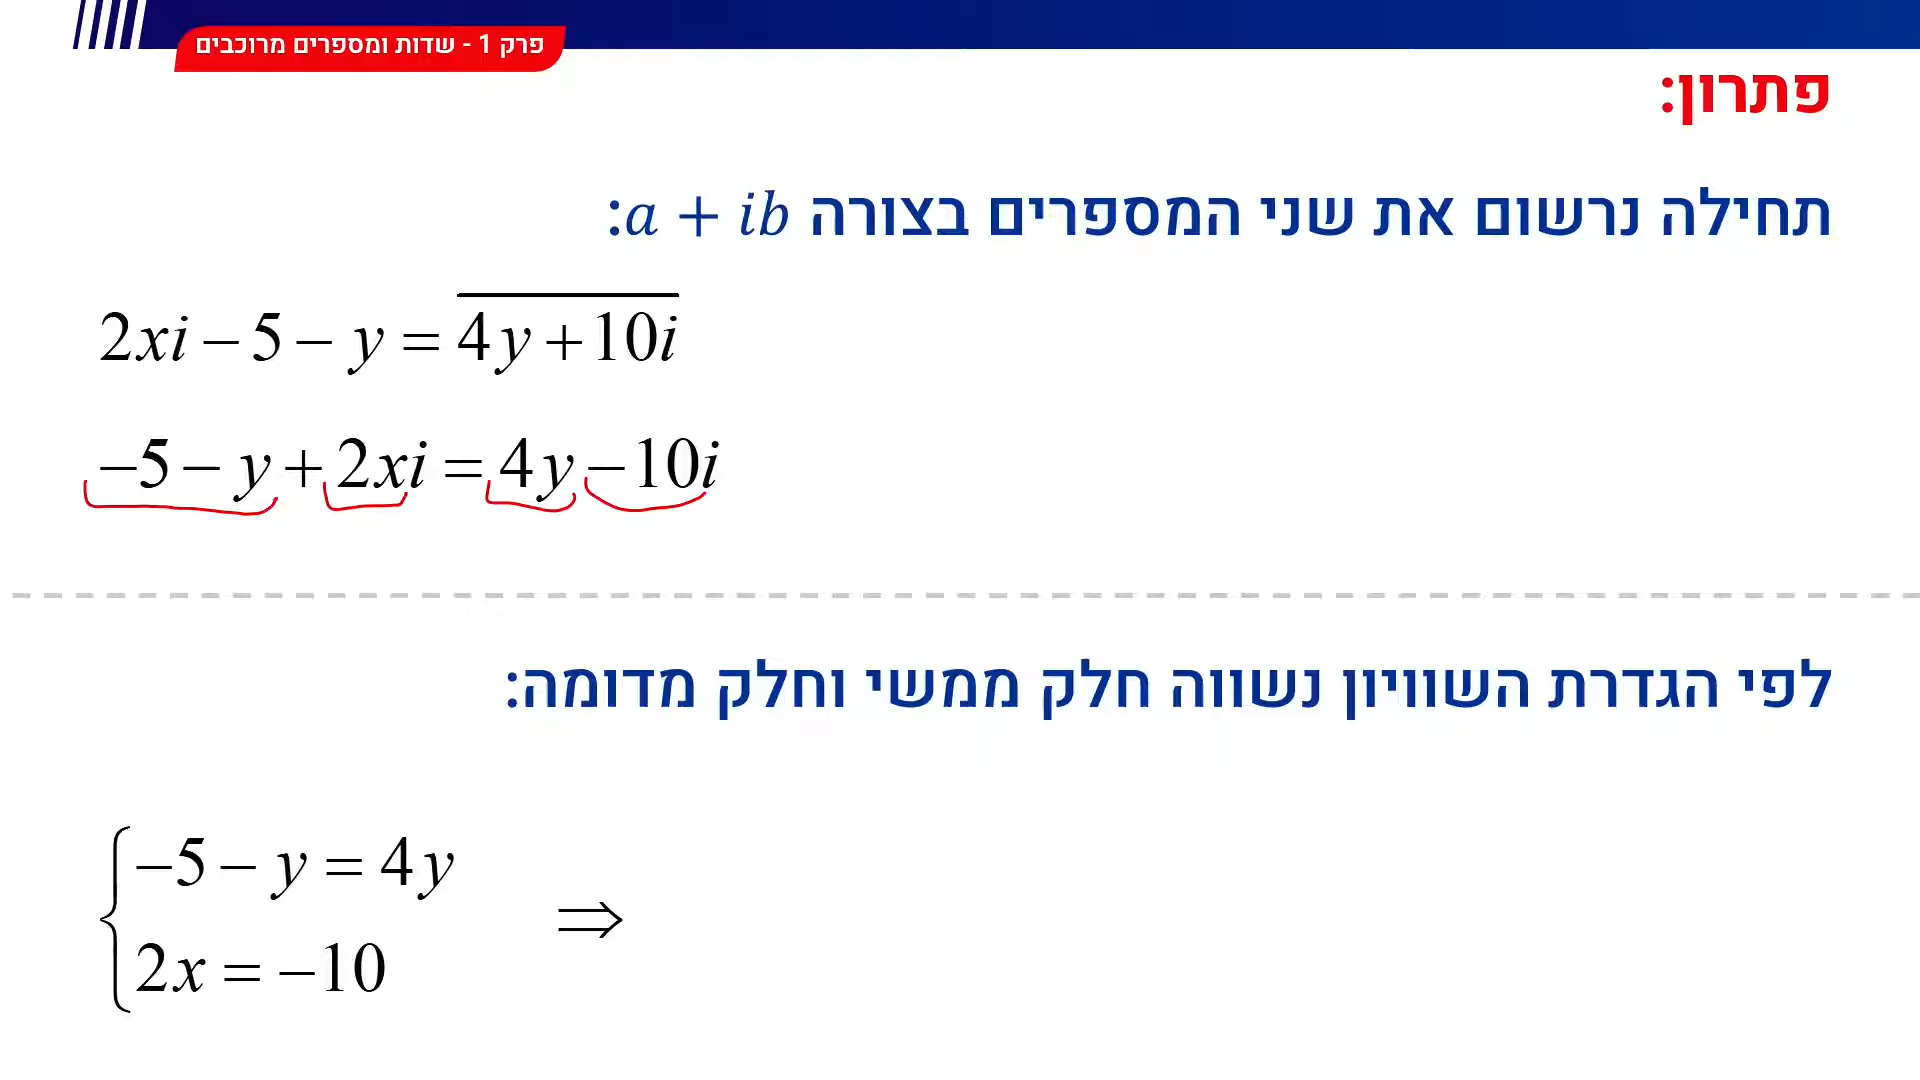 פרק 1 - שדות ומספרים מרוכבים
פתרון:
תחילה נרשום את שני המספרים בצורה a + ib:
2xi − 5 − y = \overline{4y + 10i}
−5 − y + 2xi = 4y − 10i
לפי הגדרת השוויון נשווה חלק ממשי וחלק מדומה:
−5 − y = 4y
⇒
2x = −10